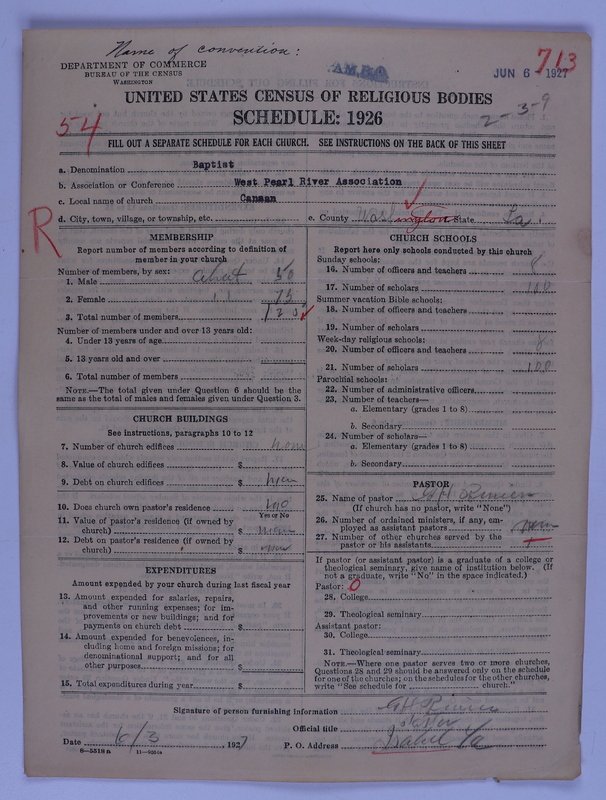 Name of convention:
DEPARTMENT OF COMMERCE
BUREAU OF THE CENSUS
WASHINGTON
JUN 6 1927
713
UNITED STATES CENSUS OF RELIGIOUS BODIES
SCHEDULE: 1926
2-3-9
54
FILL OUT A SEPARATE SCHEDULE FOR EACH CHURCH. SEE INSTRUCTIONS ON THE BACK OF THIS SHEET
a. Denomination Baptist
b. Association or Conference West Pearl River Association
c. Local name of church Canaan
d. City, town, village, or township, etc. e. County Washington State La.
R
MEMBERSHIP
Report number of members according to definition of
member in your church
Number of members, by sex:
1. Male about 50
2. Female " 75
3. Total number of members
Number of members under and over 13 years old:
4. Under 13 years of age
5. 13 years old and over
6. Total number of members
NOTE.—The total given under Question 6 should be the
same as the total of males and females given under Question 3.
CHURCH BUILDINGS
See instructions, paragraphs 10 to 12
7. Number of church edifices none
8. Value of church edifices $
9. Debt on church edifices $
10. Does church own pastor's residence? no
Yes or No
11. Value of pastor's residence (if owned by
church) $
12. Debt on pastor's residence (if owned by
church) $
EXPENDITURES
Amount expended by your church during last fiscal year
13. Amount expended for salaries, repairs,
and other running expenses; for im-
provements or new buildings; and for
payments on church debt $
14. Amount expended for benevolences, in-
cluding home and foreign missions; for
denominational support; and for all
other purposes $
15. Total expenditures during year $
CHURCH SCHOOLS
Report here only schools conducted by this church
Sunday schools:
16. Number of officers and teachers 8
17. Number of scholars 100
Summer vacation Bible schools:
18. Number of officers and teachers
19. Number of scholars
Week-day religious schools:
20. Number of officers and teachers 8
21. Number of scholars 100
Parochial schools:
22. Number of administrative officers
23. Number of teachers—
a. Elementary (grades 1 to 8)
b. Secondary
24. Number of scholars—
a. Elementary (grades 1 to 8)
b. Secondary
PASTOR
25. Name of pastor
(If church has no pastor, write "None")
26. Number of ordained ministers, if any, em-
ployed as assistant pastors
27. Number of other churches served by the
pastor or his assistants
If pastor (or assistant pastor) is a graduate of a college or
theological seminary, give name of institution below. (If
not a graduate, write "No" in the space indicated.)
Pastor: 0
28. College
29. Theological seminary
Assistant pastor:
30. College
31. Theological seminary
NOTE.—Where one pastor serves two or more churches,
Questions 28 and 29 should be answered only on the schedule
for one of the churches; on the schedules for the other churches,
write "See schedule for church."
Signature of person furnishing information
Official title Pastor
Date 6/3 1927 P. O. Address Isabel La